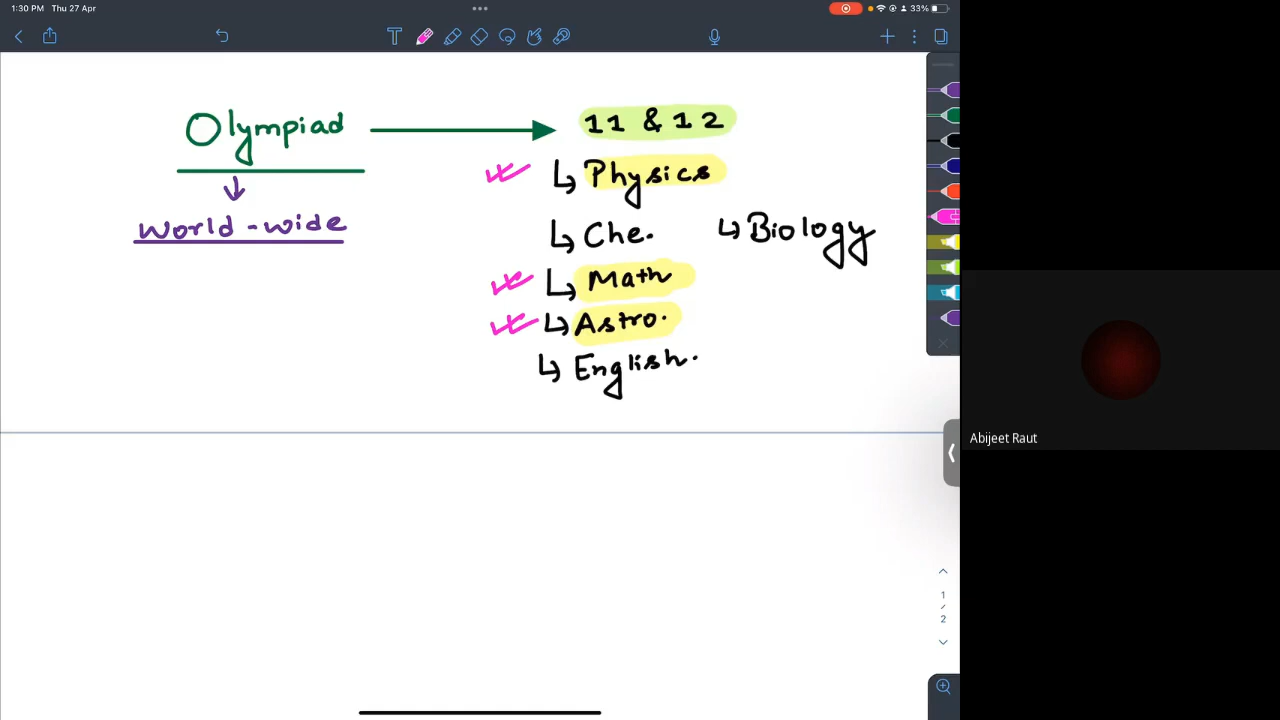 1:30 PM Thu 27 Apr
33%
Olympiad
11 & 12
Physics
World-wide
Che.
Biology
Math
Astro.
English.
Abijeet Raut
1
/
2